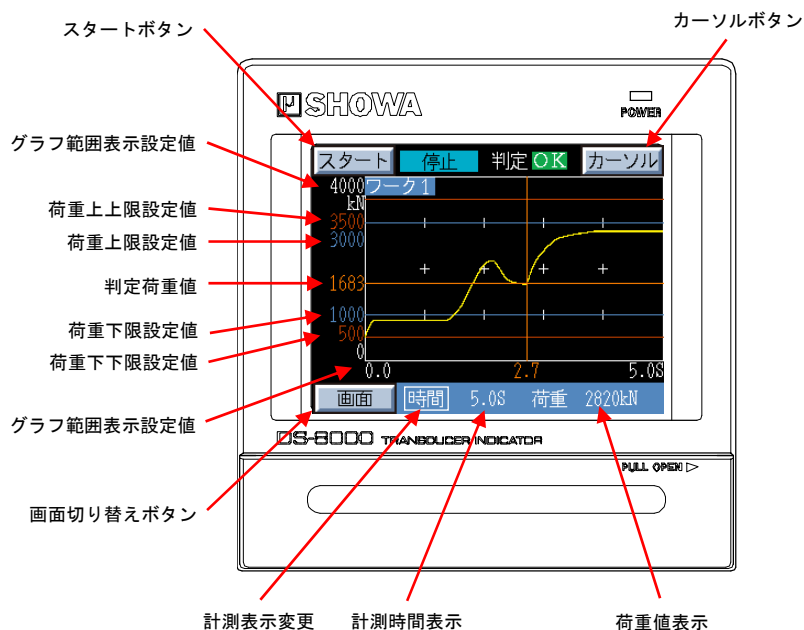 スタートボタン
カーソルボタン
SHOWA
POWER
グラフ範囲表示設定値
スタート 停止 判定 OK カーソル
4000 ワーク1
kN
荷重上上限設定値
3500
荷重上限設定値
3000
判定荷重値
1683
荷重下限設定値
1000
荷重下下限設定値
500
0
0.0 2.7 5.0S
グラフ範囲表示設定値
画面 時間 5.0S 荷重 2820kN
DS-8000 TRANSDUCER INDICATOR
PULL OPEN
画面切り替えボタン
計測表示変更 計測時間表示 荷重値表示